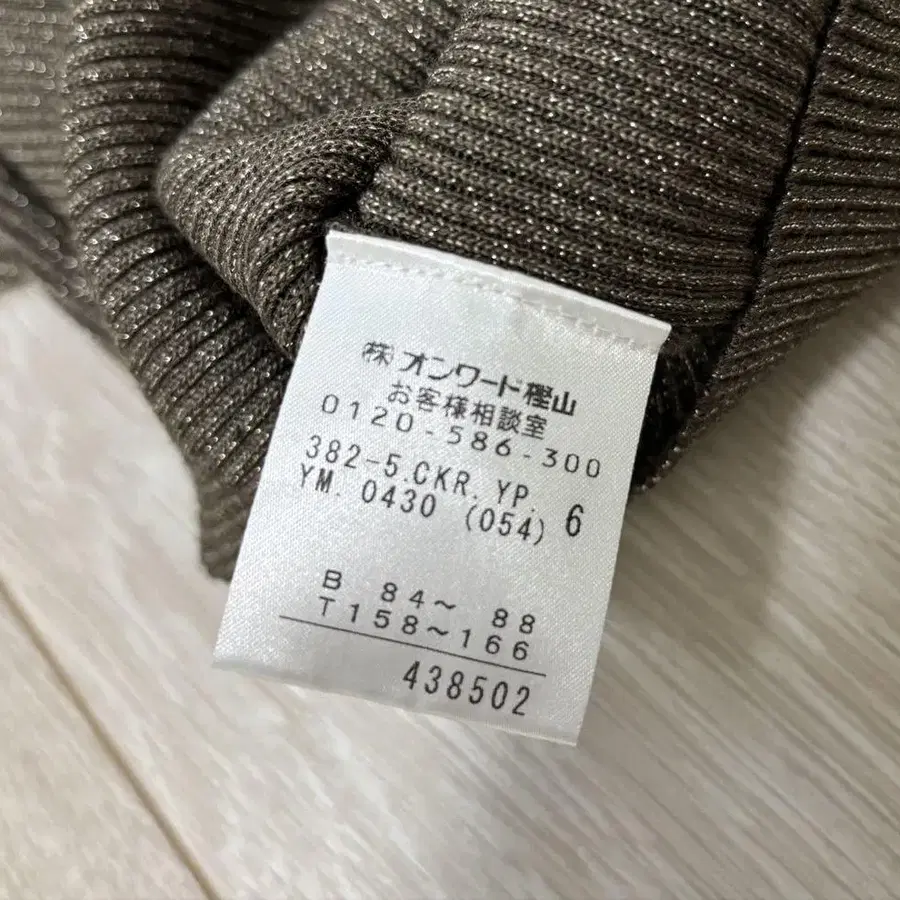 ㈱オンワード樫山
お客様相談室
0120-586-300
382-5.CKR.YP. 6
YM. 0430 (054)
B 84～ 88
T158～166
438502